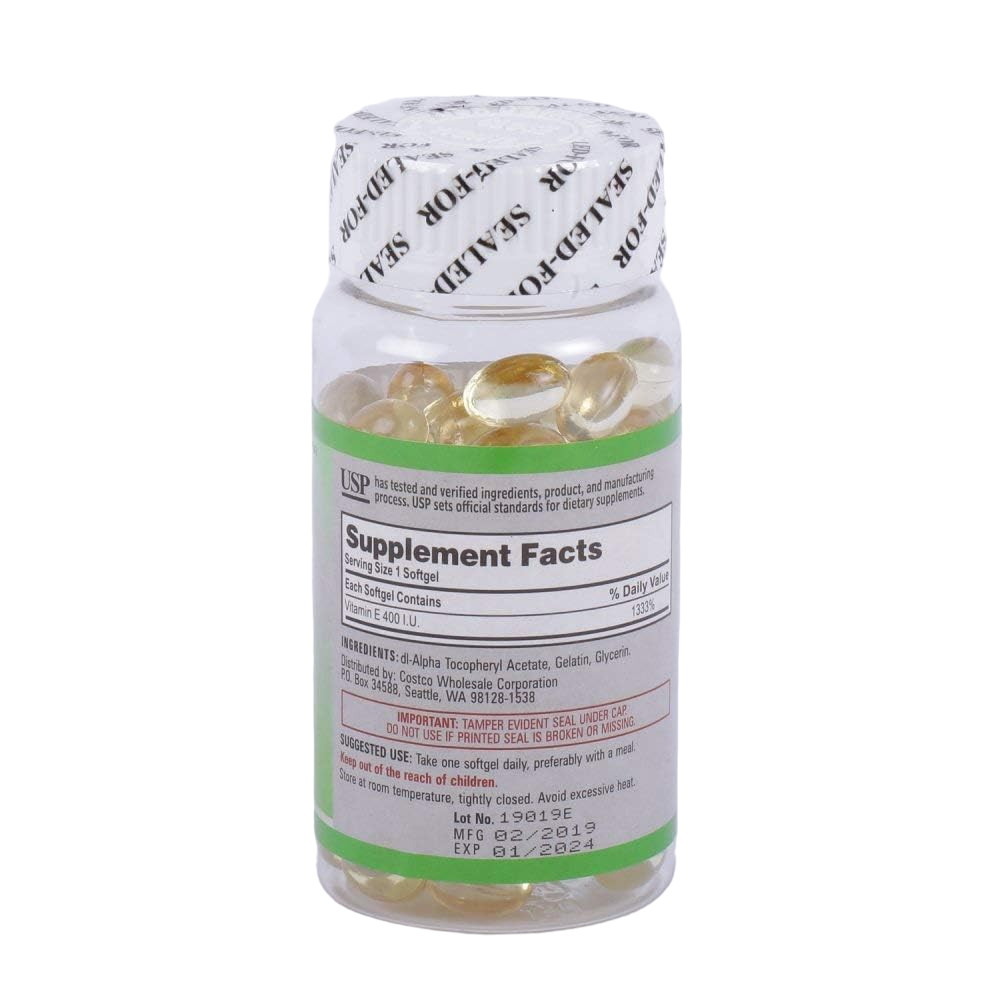 SEALED-FOR
SEALED-FOR
SEALED-FOR
USP has tested and verified ingredients, product, and manufacturing
process. USP sets official standards for dietary supplements.
Supplement Facts
Serving Size 1 Softgel
Each Softgel Contains % Daily Value
Vitamin E 400 I.U. 1333%
INGREDIENTS: dl-Alpha Tocopheryl Acetate, Gelatin, Glycerin.
Distributed by: Costco Wholesale Corporation
P.O. Box 34588, Seattle, WA 98128-1538
IMPORTANT: TAMPER EVIDENT SEAL UNDER CAP.
DO NOT USE IF PRINTED SEAL IS BROKEN OR MISSING.
SUGGESTED USE: Take one softgel daily, preferably with a meal.
Keep out of the reach of children.
Store at room temperature, tightly closed. Avoid excessive heat.
Lot No. 19019E
MFG 02/2019
EXP 01/2024